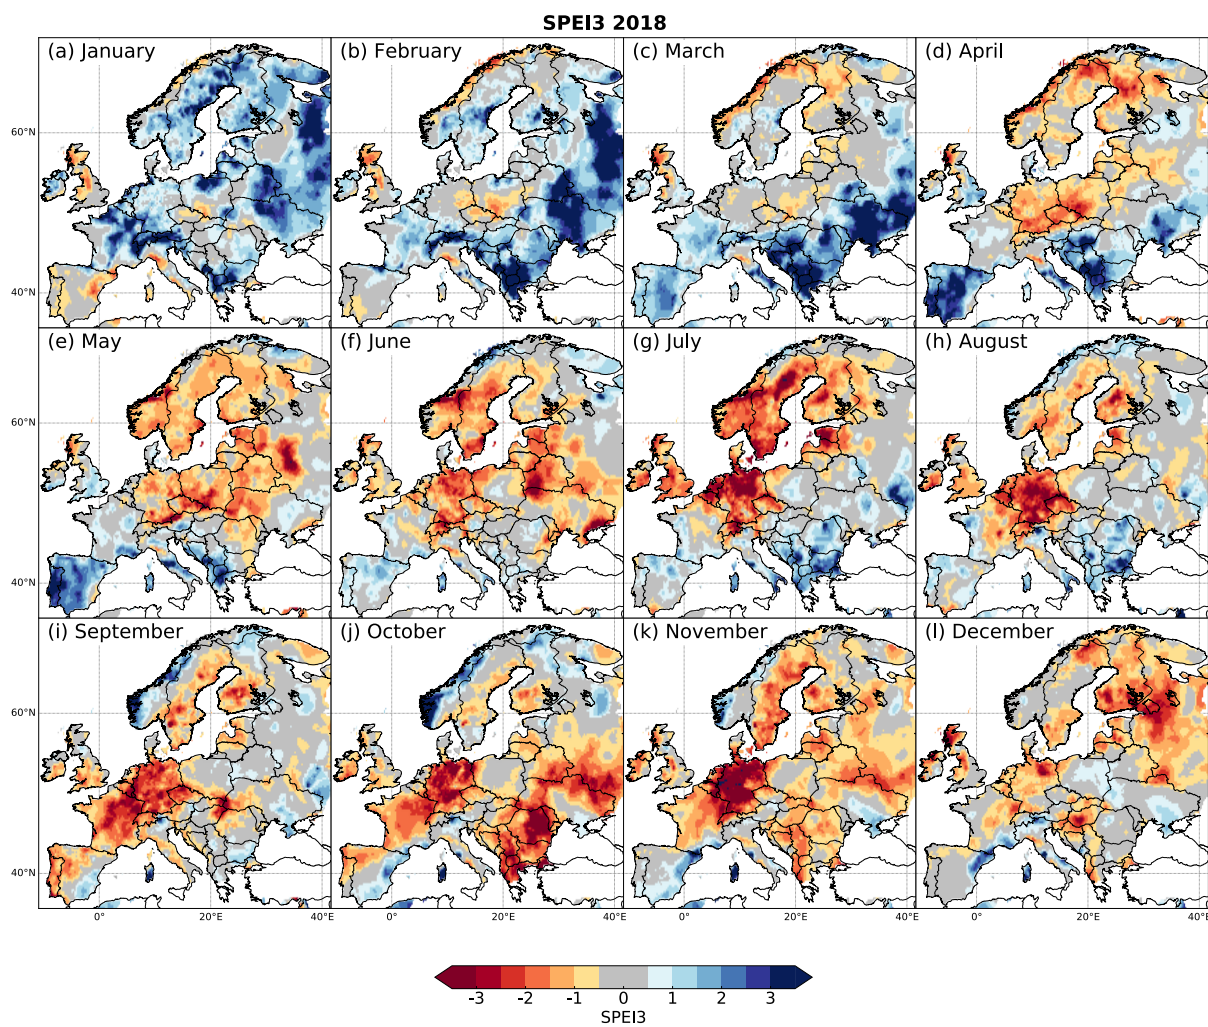 SPEI3 2018
(a) January
(b) February
(c) March
(d) April
60°N
40°N
(e) May
(f) June
(g) July
(h) August
60°N
40°N
(i) September
(j) October
(k) November
(l) December
60°N
40°N
0° 20°E 40°E 0° 20°E 40°E 0° 20°E 40°E 0° 20°E 40°E
-3 -2 -1 0 1 2 3
SPEI3